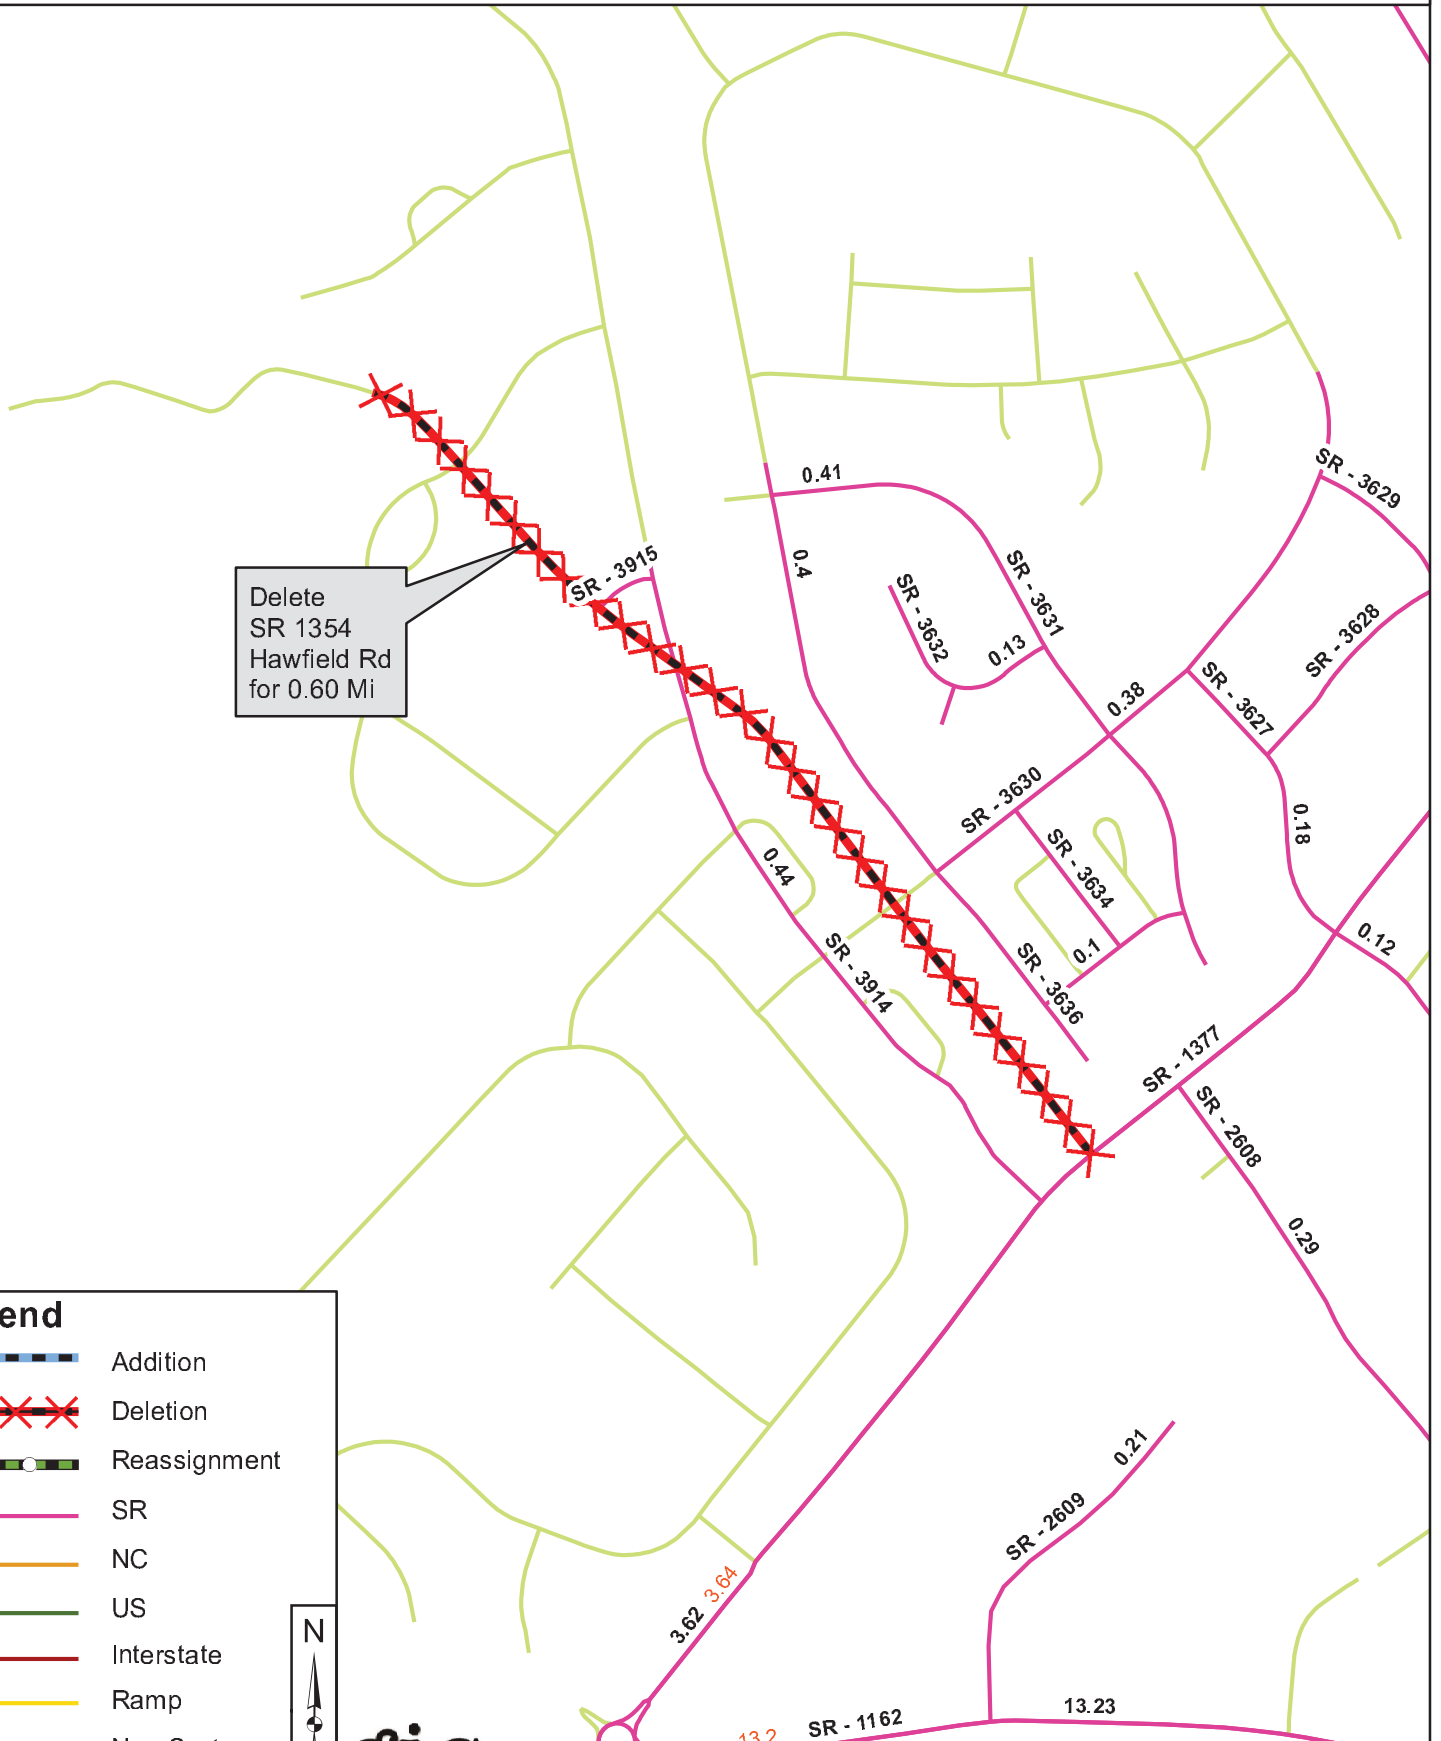 SR - 3629
0.41
0.4
SR - 3915
SR - 3631
SR - 3632
0.13
SR - 3628
Delete
SR 1354
Hawfield Rd
for 0.60 Mi
SR - 3627
0.38
SR - 3630
0.18
0.44
SR - 3634
0.1
0.12
SR - 3914
SR - 3636
SR - 1377
SR - 2608
0.29
end
Addition
Deletion
Reassignment
SR
NC
US
Interstate
Ramp
N
0.21
SR - 2609
3.64
3.62
13.23
SR - 1162
13.2